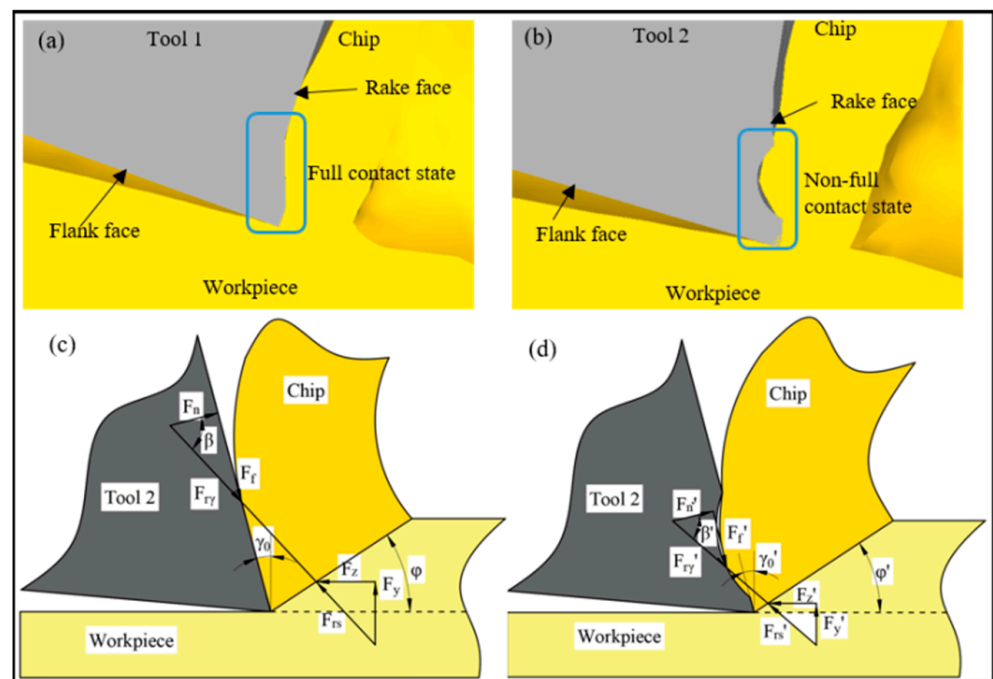 (a)
Tool 1
Chip
Rake face
Full contact state
Flank face
Workpiece
(b)
Tool 2
Chip
Rake face
Non-full
contact state
Flank face
Workpiece
(c)
Chip
Fn
β
Ff
Frγ
Tool 2
γ0
Fz
Fy
φ
Frs
Workpiece
(d)
Chip
Tool 2
Fn'
β'
Ff'
Frγ'
γ0'
Fz'
φ'
Frs'
Fy'
Workpiece